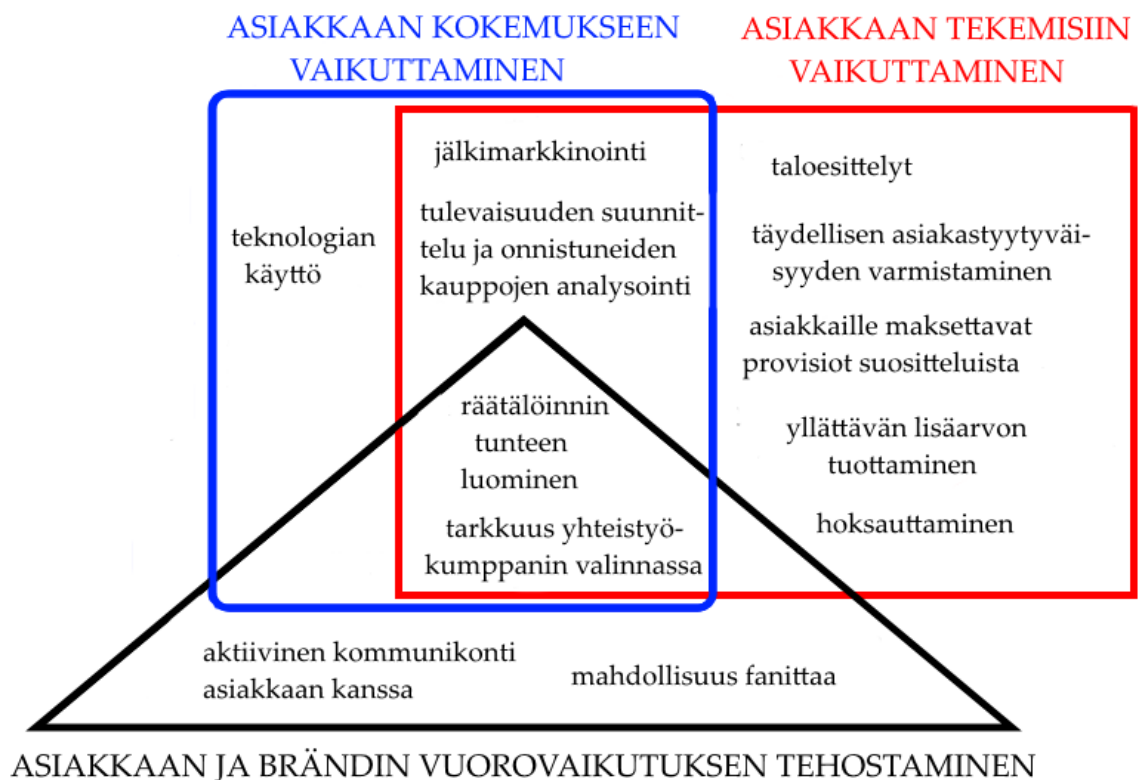 ASIAKKAAN KOKEMUKSEEN
VAIKUTTAMINEN
ASIAKKAAN TEKEMISIIN
VAIKUTTAMINEN
teknologian
käyttö
jälkimarkkinointi
tulevaisuuden suunnit-
telu ja onnistuneiden
kauppojen analysointi
räätälöinnin
tunteen
luominen
tarkkuus yhteistyö-
kumppanin valinnassa
taloesittelyt
täydellisen asiakastyytyväi-
syyden varmistaminen
asiakkaille maksettavat
provisiot suositteluista
yllättävän lisäarvon
tuottaminen
hoksauttaminen
aktiivinen kommunikonti
asiakkaan kanssa
mahdollisuus fanittaa
ASIAKKAAN JA BRÄNDIN VUOROVAIKUTUKSEN TEHOSTAMINEN